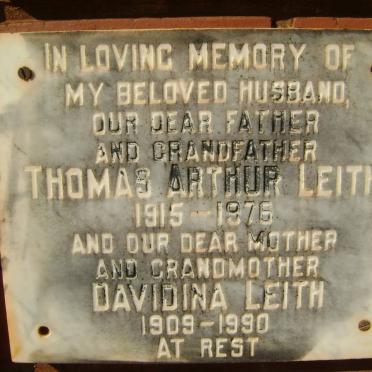 IN LOVING MEMORY OF
MY BELOVED HUSBAND,
OUR DEAR FATHER
AND GRANDFATHER
THOMAS ARTHUR LEITH
1915 – 1976
AND OUR DEAR MOTHER
AND GRANDMOTHER
DAVIDINA LEITH
1909 – 1990
AT REST